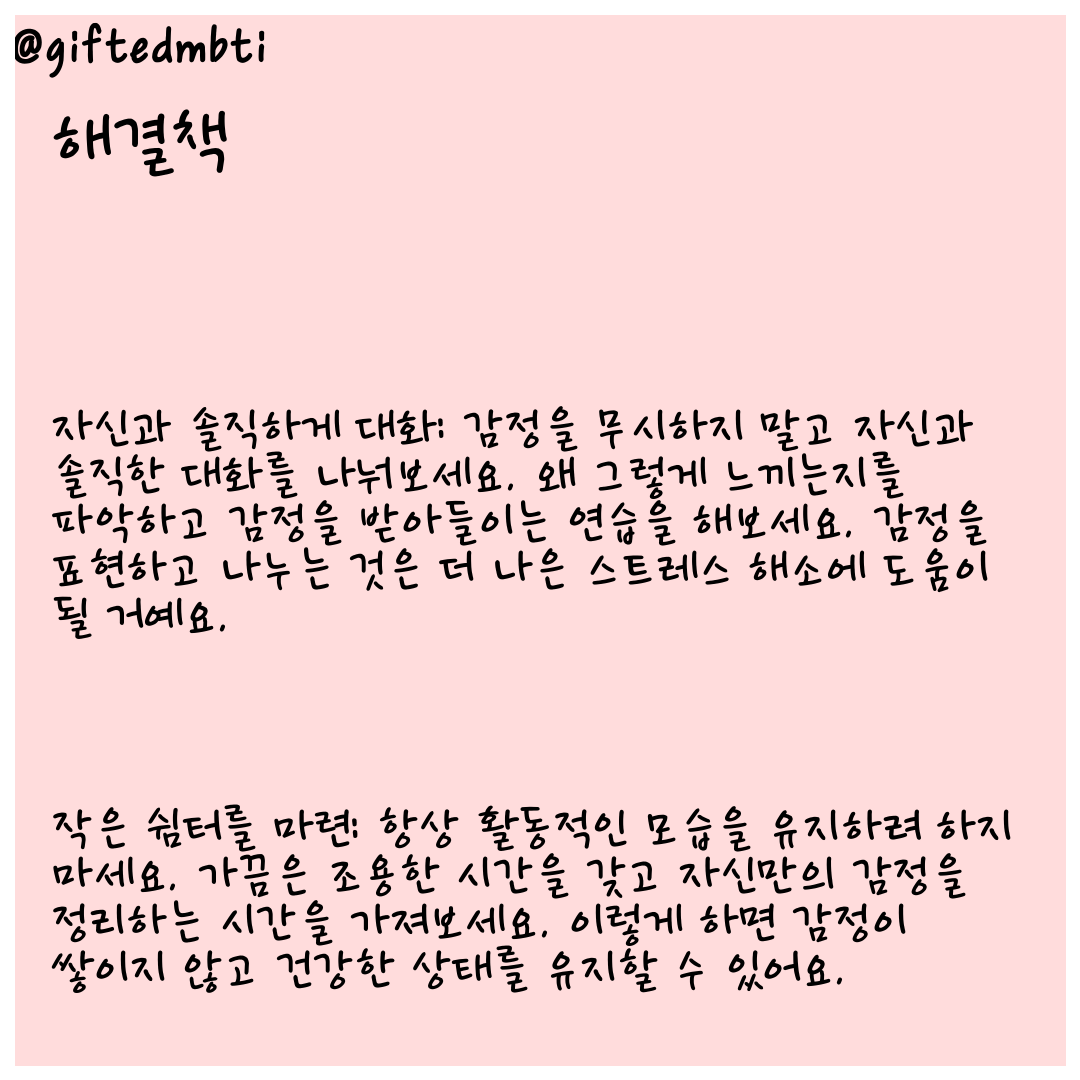 @giftedmbti
해결책
자신과 솔직하게 대화: 감정을 무시하지 말고 자신과
솔직한 대화를 나눠보세요. 왜 그렇게 느끼는지를
파악하고 감정을 받아들이는 연습을 해보세요. 감정을
표현하고 나누는 것은 더 나은 스트레스 해소에 도움이
될 거예요.
작은 쉼터를 마련: 항상 활동적인 모습을 유지하려 하지
마세요. 가끔은 조용한 시간을 갖고 자신만의 감정을
정리하는 시간을 가져보세요. 이렇게 하면 감정이
쌓이지 않고 건강한 상태를 유지할 수 있어요.